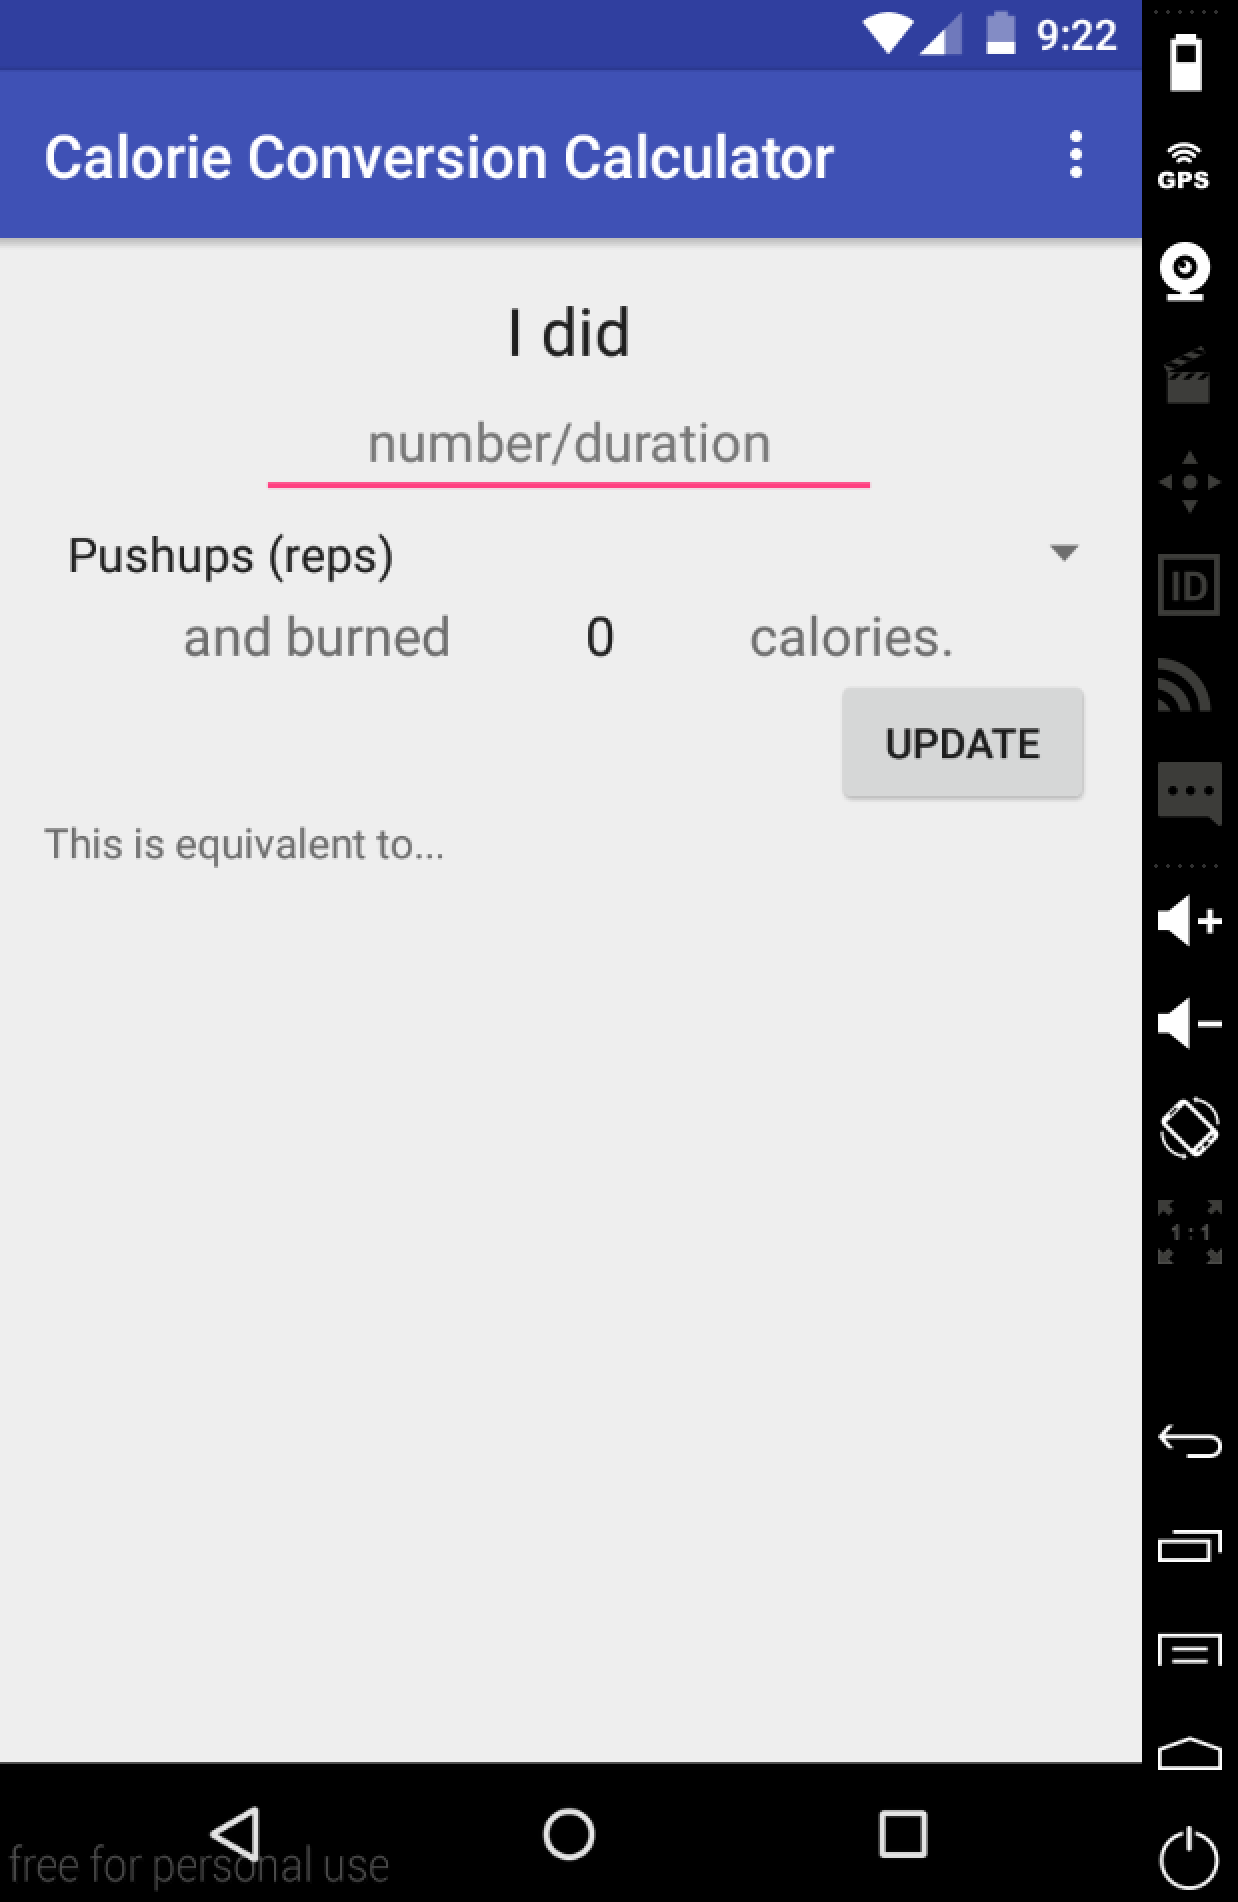 9:22
Calorie Conversion Calculator
GPS
I did
number/duration
ID
Pushups (reps)
and burned 0 calories.
UPDATE
This is equivalent to...
1:1
free for personal use